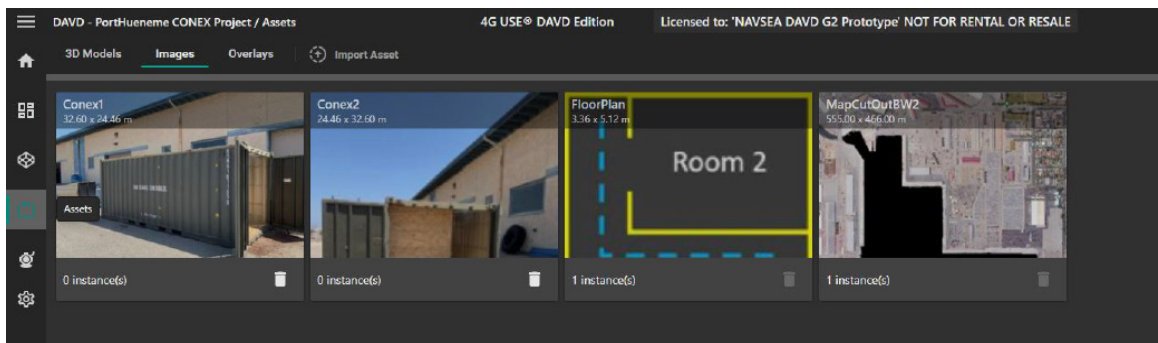 DAVD - PortHueneme CONEX Project / Assets
4G USE® DAVD Edition
Licensed to: 'NAVSEA DAVD G2 Prototype' NOT FOR RENTAL OR RESALE
3D Models
Images
Overlays
Import Asset
Conex1
32.60 x 24.46 m
Conex2
24.46 x 32.60 m
FloorPlan
3.36 x 5.12 m
MapCutOutBW2
555.00 x 466.00 m
Room 2
Assets
0 instance(s)
0 instance(s)
1 instance(s)
1 instance(s)